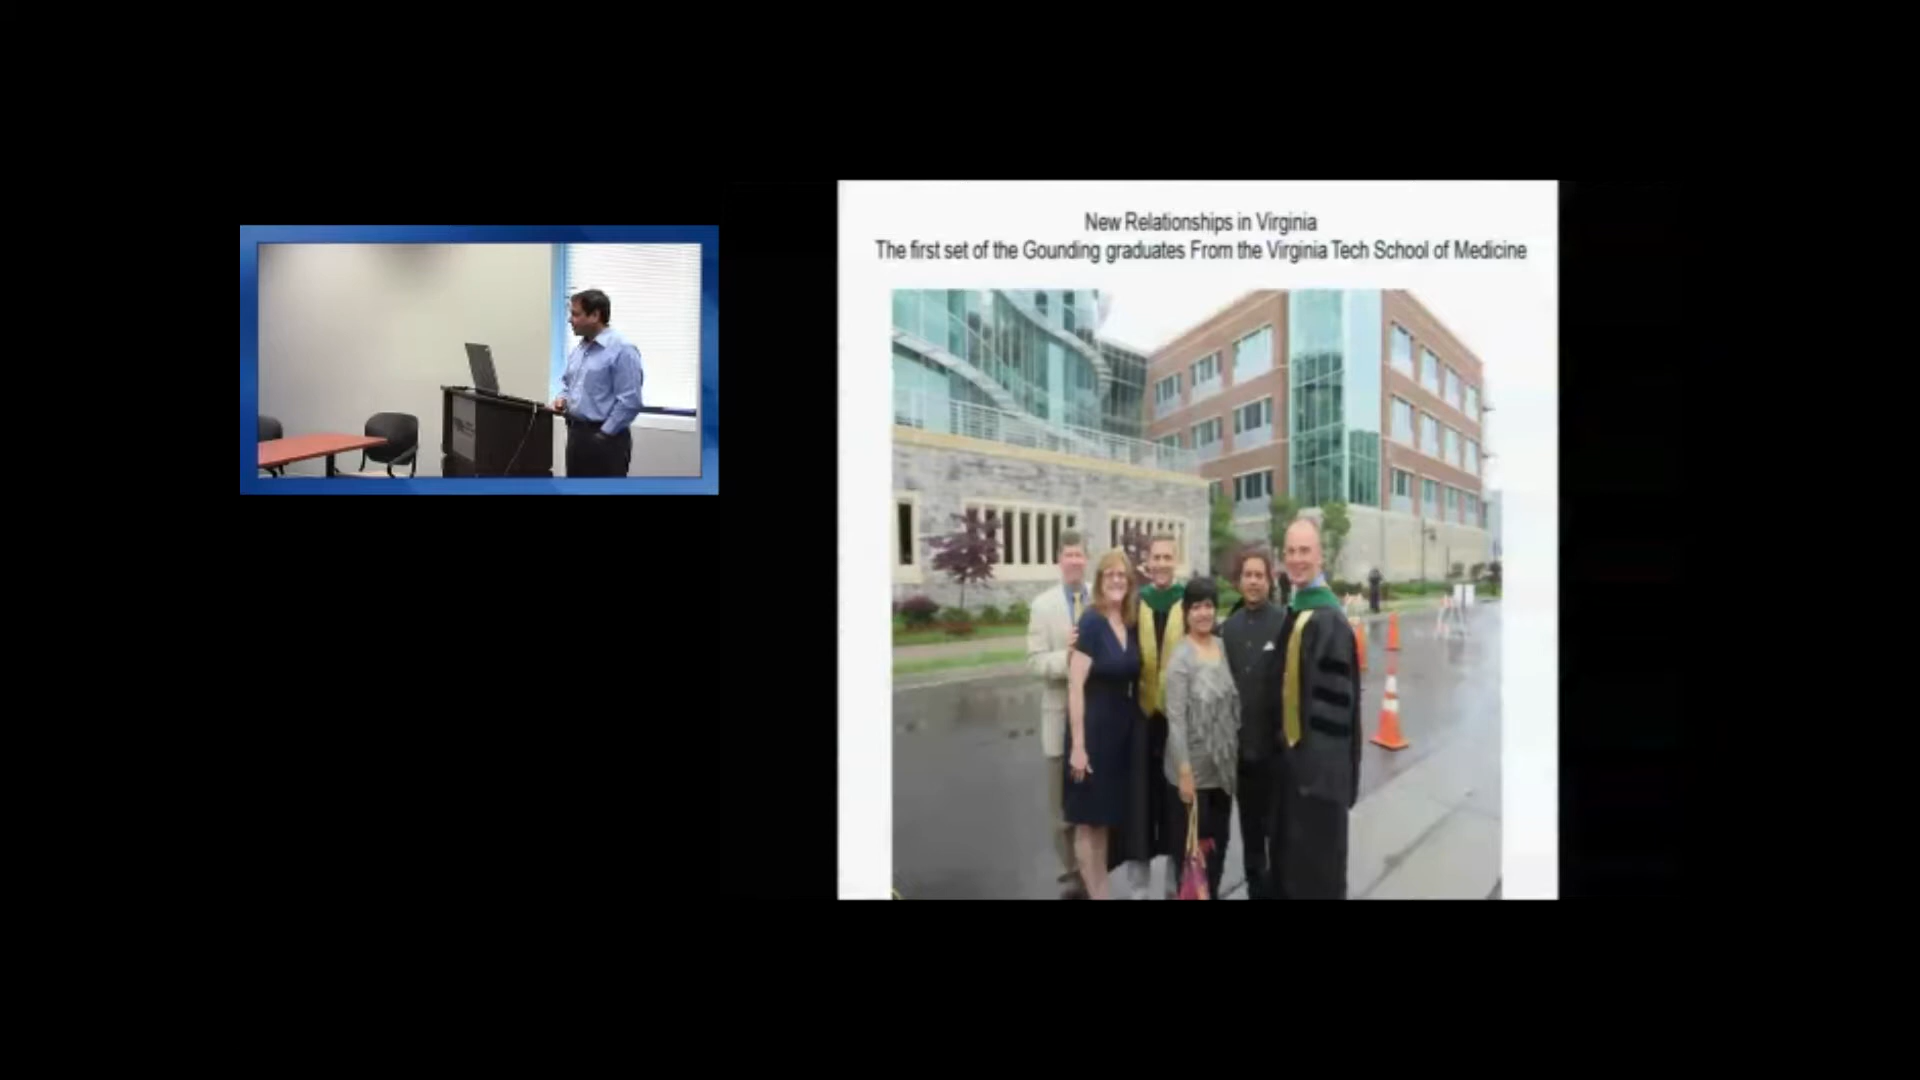 New Relationships in Virginia
The first set of the Gounding graduates From the Virginia Tech School of Medicine